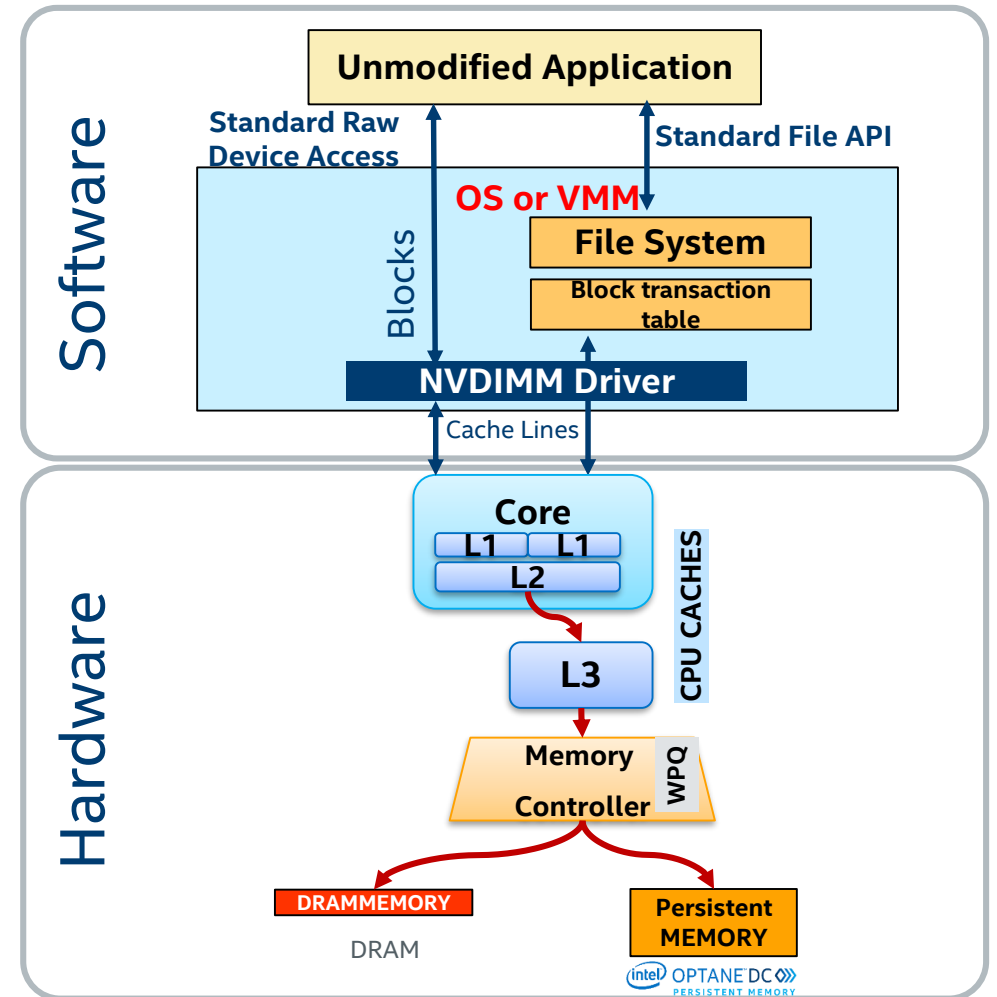 Software
Unmodified Application
Standard Raw
Device Access
Standard File API
OS or VMM
Blocks
File System
Block transaction
table
NVDIMM Driver
Cache Lines
Hardware
Core
L1 L1
L2
CPU CACHES
L3
Memory
Controller
WPQ
DRAMMEMORY
DRAM
Persistent
MEMORY
intel OPTANE DC
PERSISTENT MEMORY